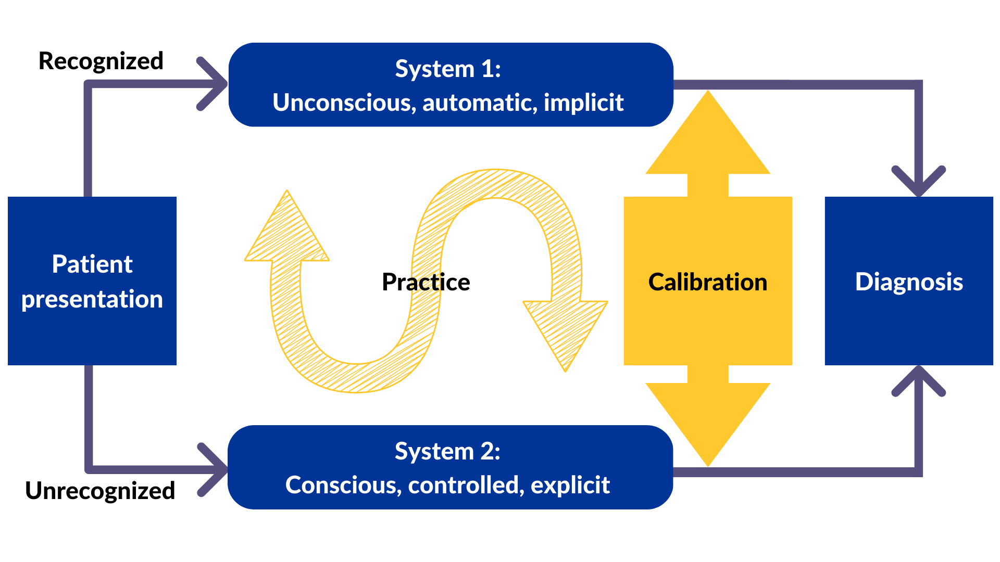 Recognized
System 1:
Unconscious, automatic, implicit
Patient
presentation
Practice
Calibration
Diagnosis
System 2:
Conscious, controlled, explicit
Unrecognized